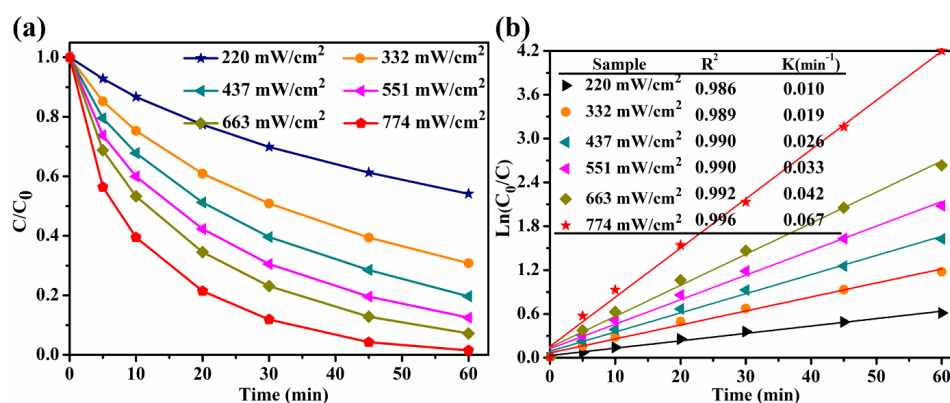 (a)
1.0
0.8
0.6
0.4
0.2
0.0
C/C₀
220 mW/cm² 332 mW/cm²
437 mW/cm² 551 mW/cm²
663 mW/cm² 774 mW/cm²
0 10 20 30 40 50 60
Time (min)
(b)
4.2
3.6
3.0
2.4
1.8
1.2
0.6
0.0
Ln(C₀/C)
Sample R² K(min⁻¹)
220 mW/cm² 0.986 0.010
332 mW/cm² 0.989 0.019
437 mW/cm² 0.990 0.026
551 mW/cm² 0.990 0.033
663 mW/cm² 0.992 0.042
774 mW/cm² 0.996 0.067
0 10 20 30 40 50 60
Time (min)